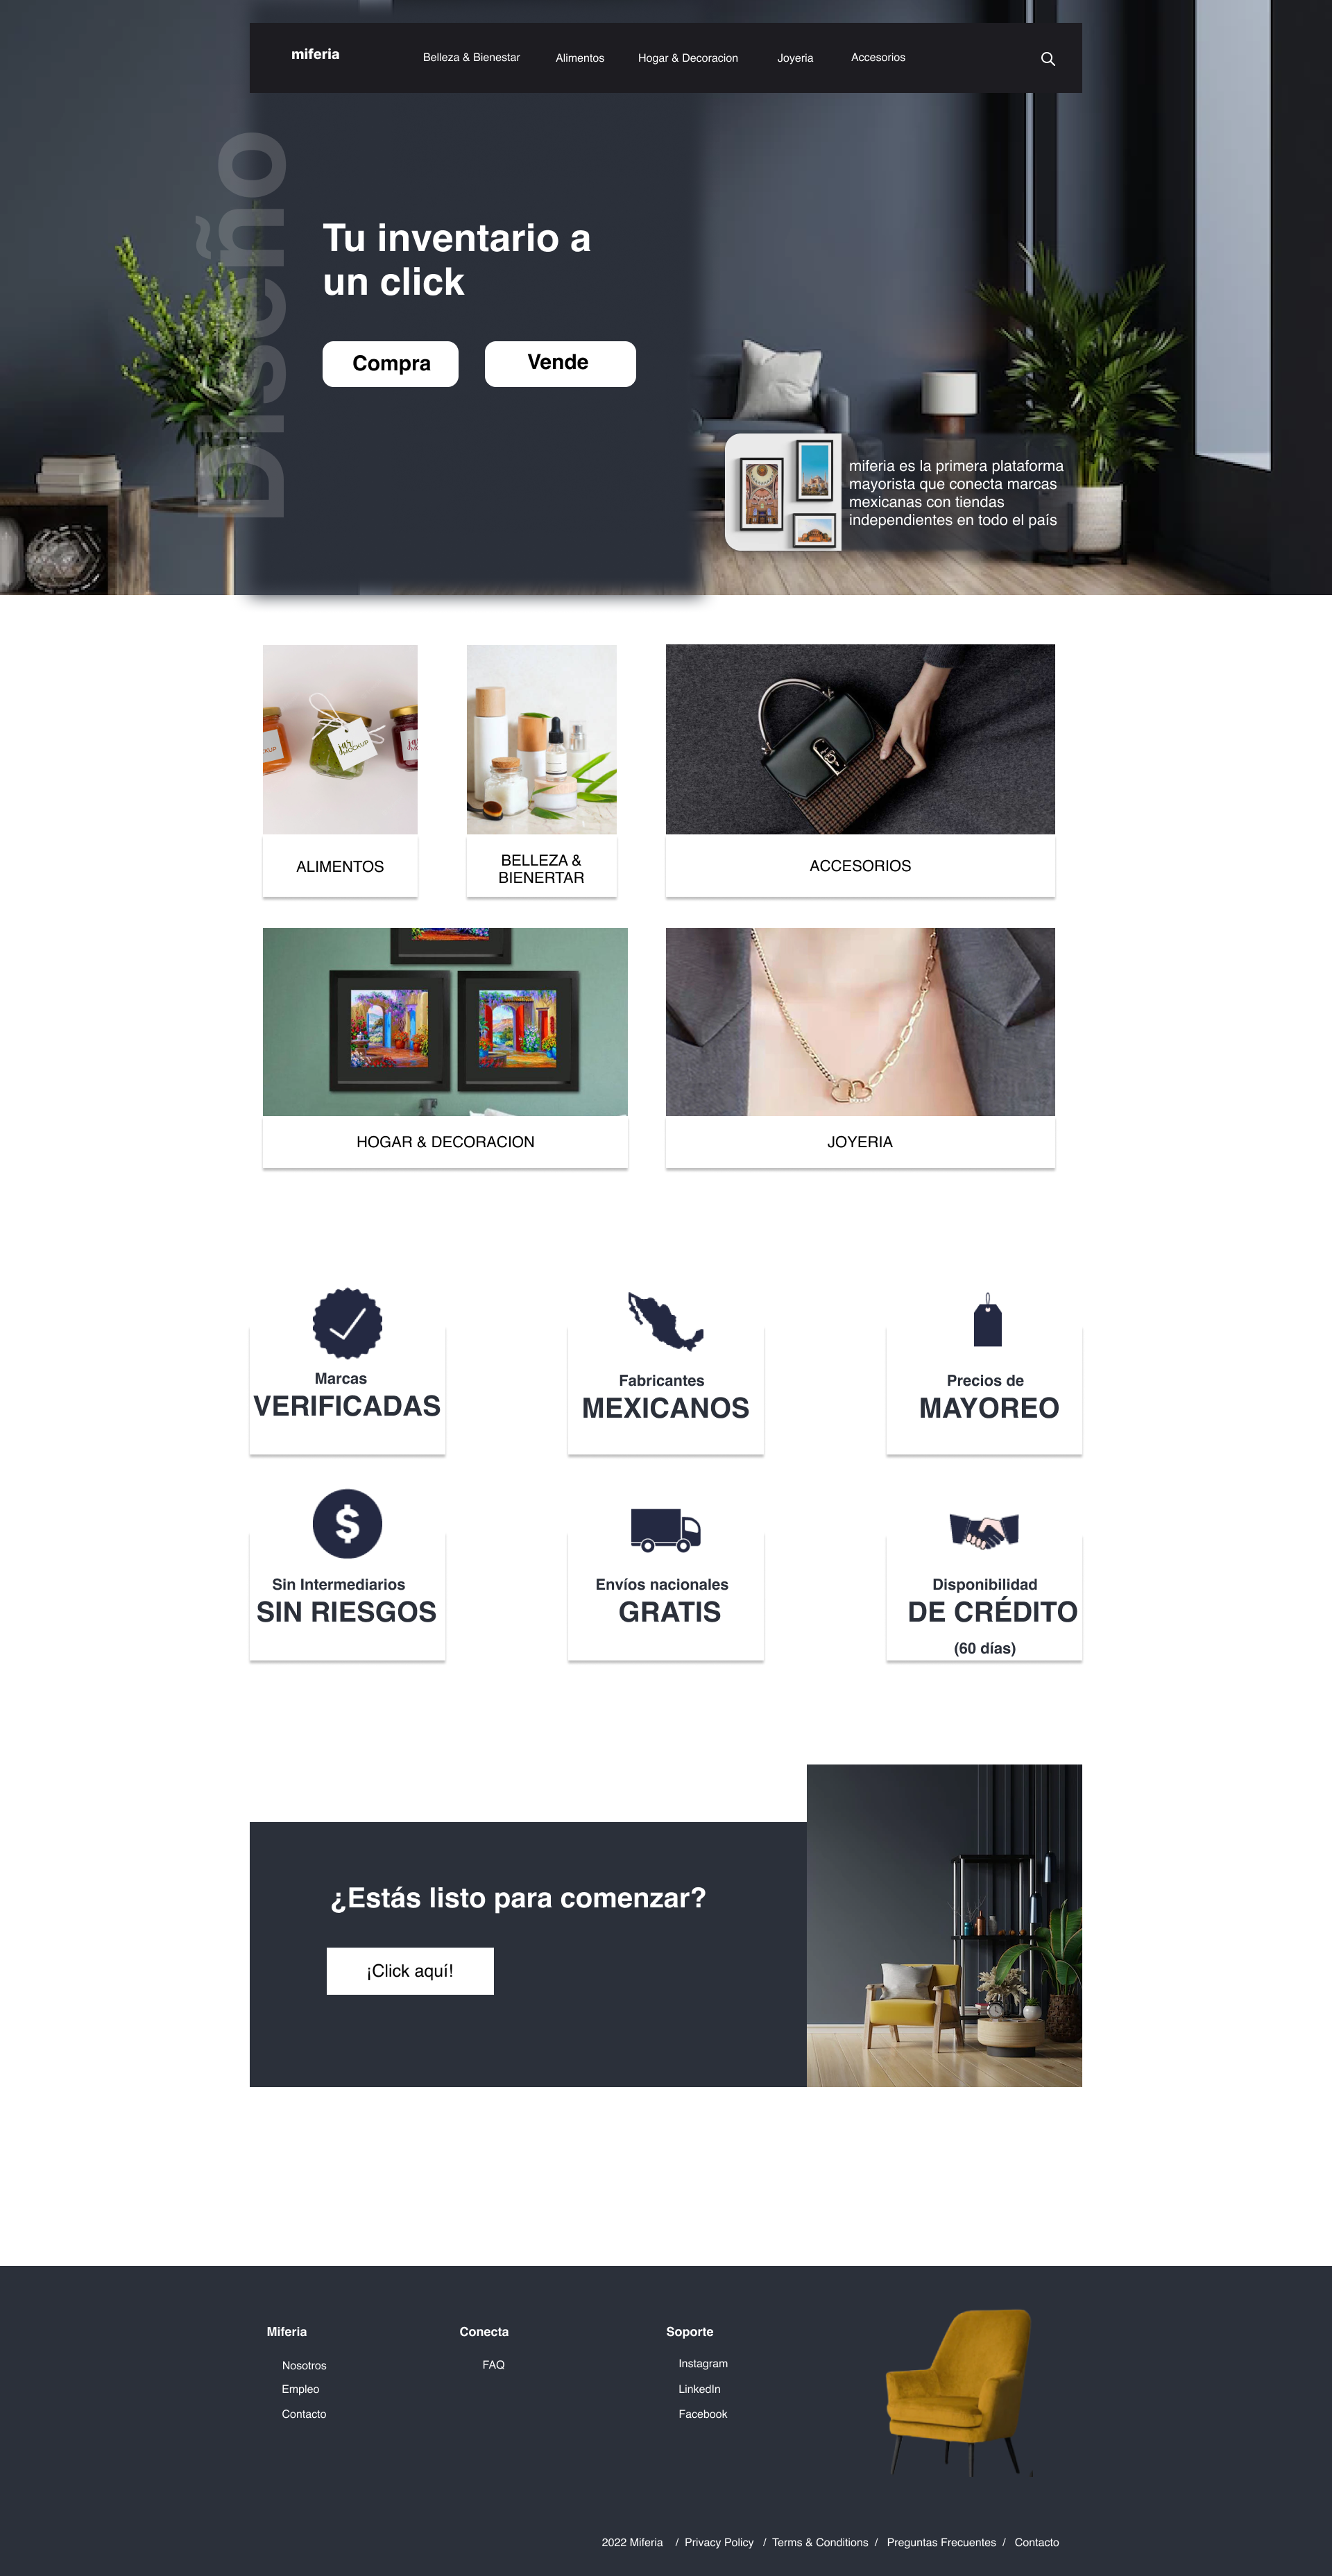 miferia
Belleza & Bienestar
Alimentos
Hogar & Decoracion
Joyeria
Accesorios
Diseño
Tu inventario a
un click
Compra
Vende
miferia es la primera plataforma
mayorista que conecta marcas
mexicanas con tiendas
independientes en todo el país
jar
MOCKUP
ALIMENTOS
BELLEZA &
BIENERTAR
ACCESORIOS
HOGAR & DECORACION
JOYERIA
Marcas
VERIFICADAS
Fabricantes
MEXICANOS
Precios de
MAYOREO
$
Sin Intermediarios
SIN RIESGOS
Envíos nacionales
GRATIS
Disponibilidad
DE CRÉDITO
(60 días)
¿Estás listo para comenzar?
¡Click aquí!
Miferia
Nosotros
Empleo
Contacto
Conecta
FAQ
Soporte
Instagram
LinkedIn
Facebook
2022 Miferia / Privacy Policy / Terms & Conditions / Preguntas Frecuentes / Contacto